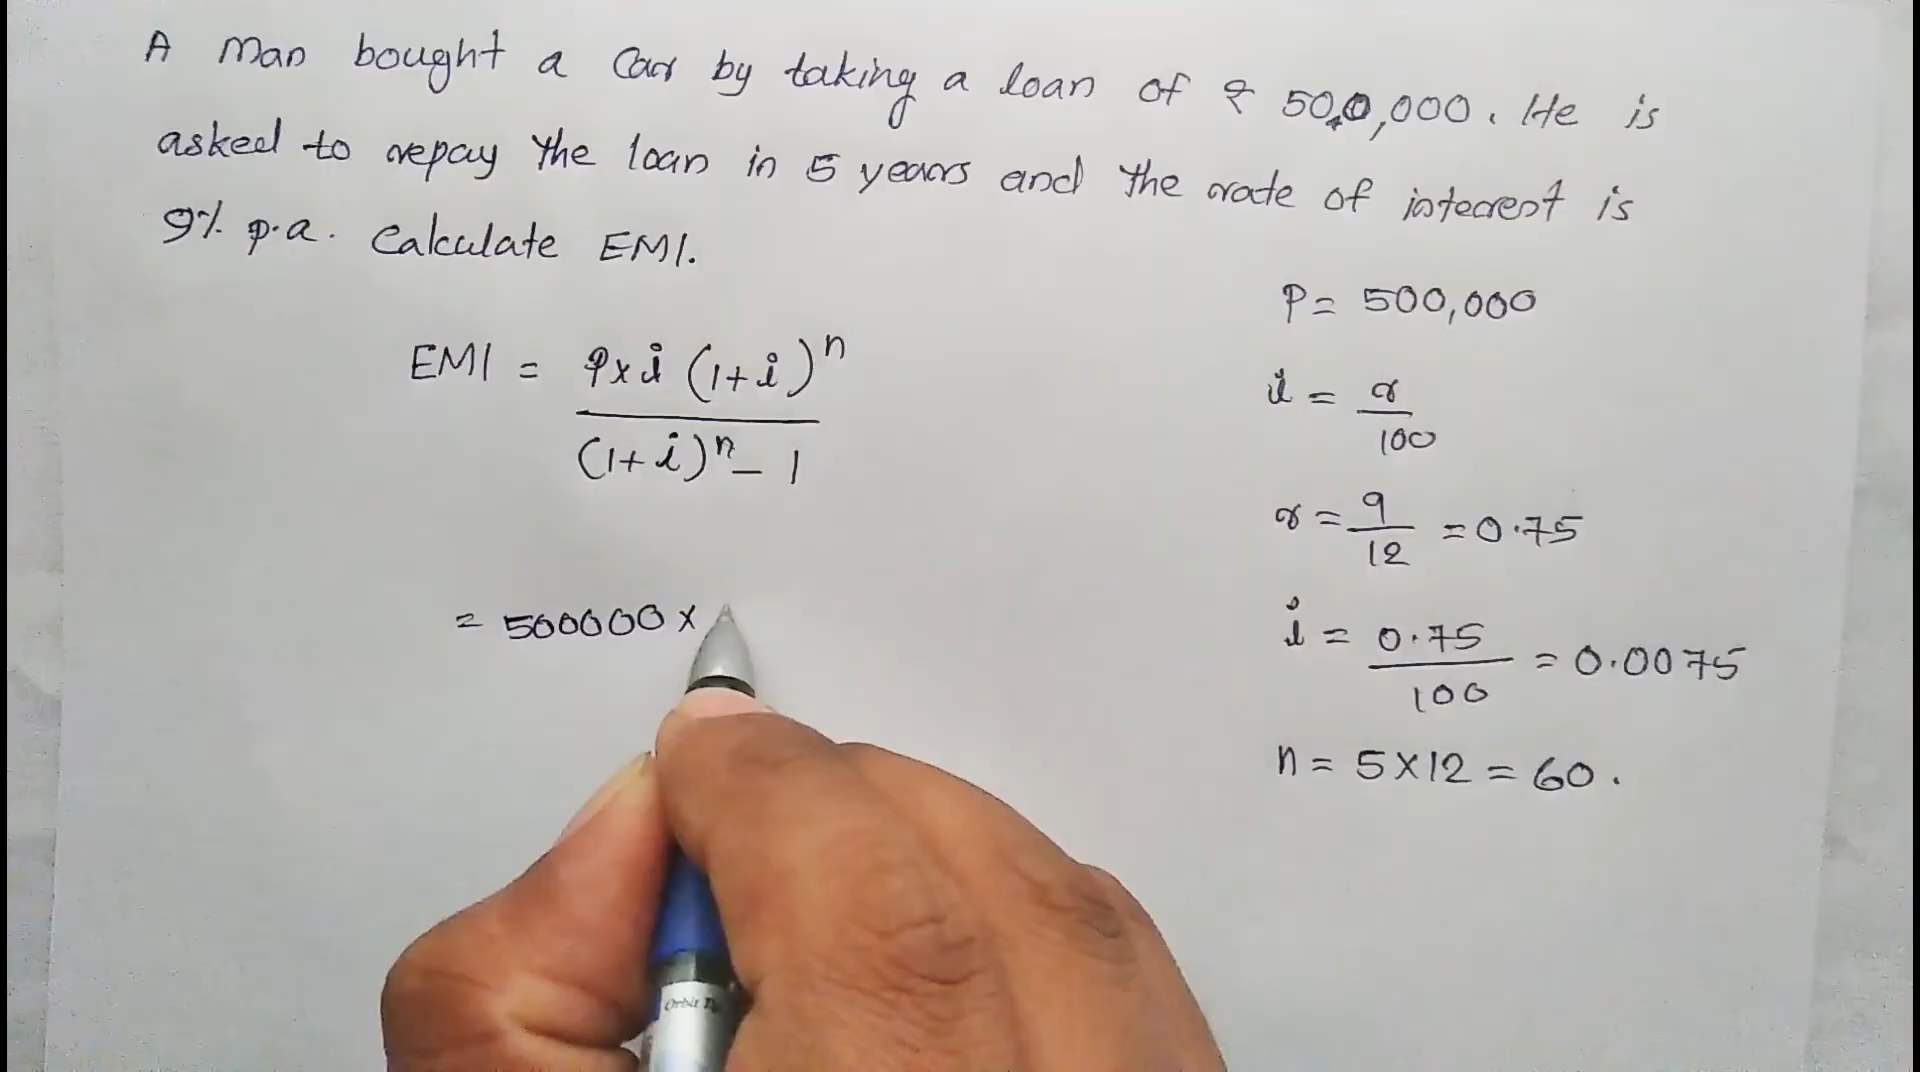 A Man bought a Car by taking a loan of ₹ 500,000. He is
asked to repay the loan in 5 years and the rate of interest is
9% p.a. Calculate EMI.
P = 500,000
EMI = P x i (1+i)^n
(1+i)^n - 1
i = r
100
r = 9
12 = 0.75
= 500000 x
i = 0.75
100 = 0.0075
n = 5 x 12 = 60.
Orbit